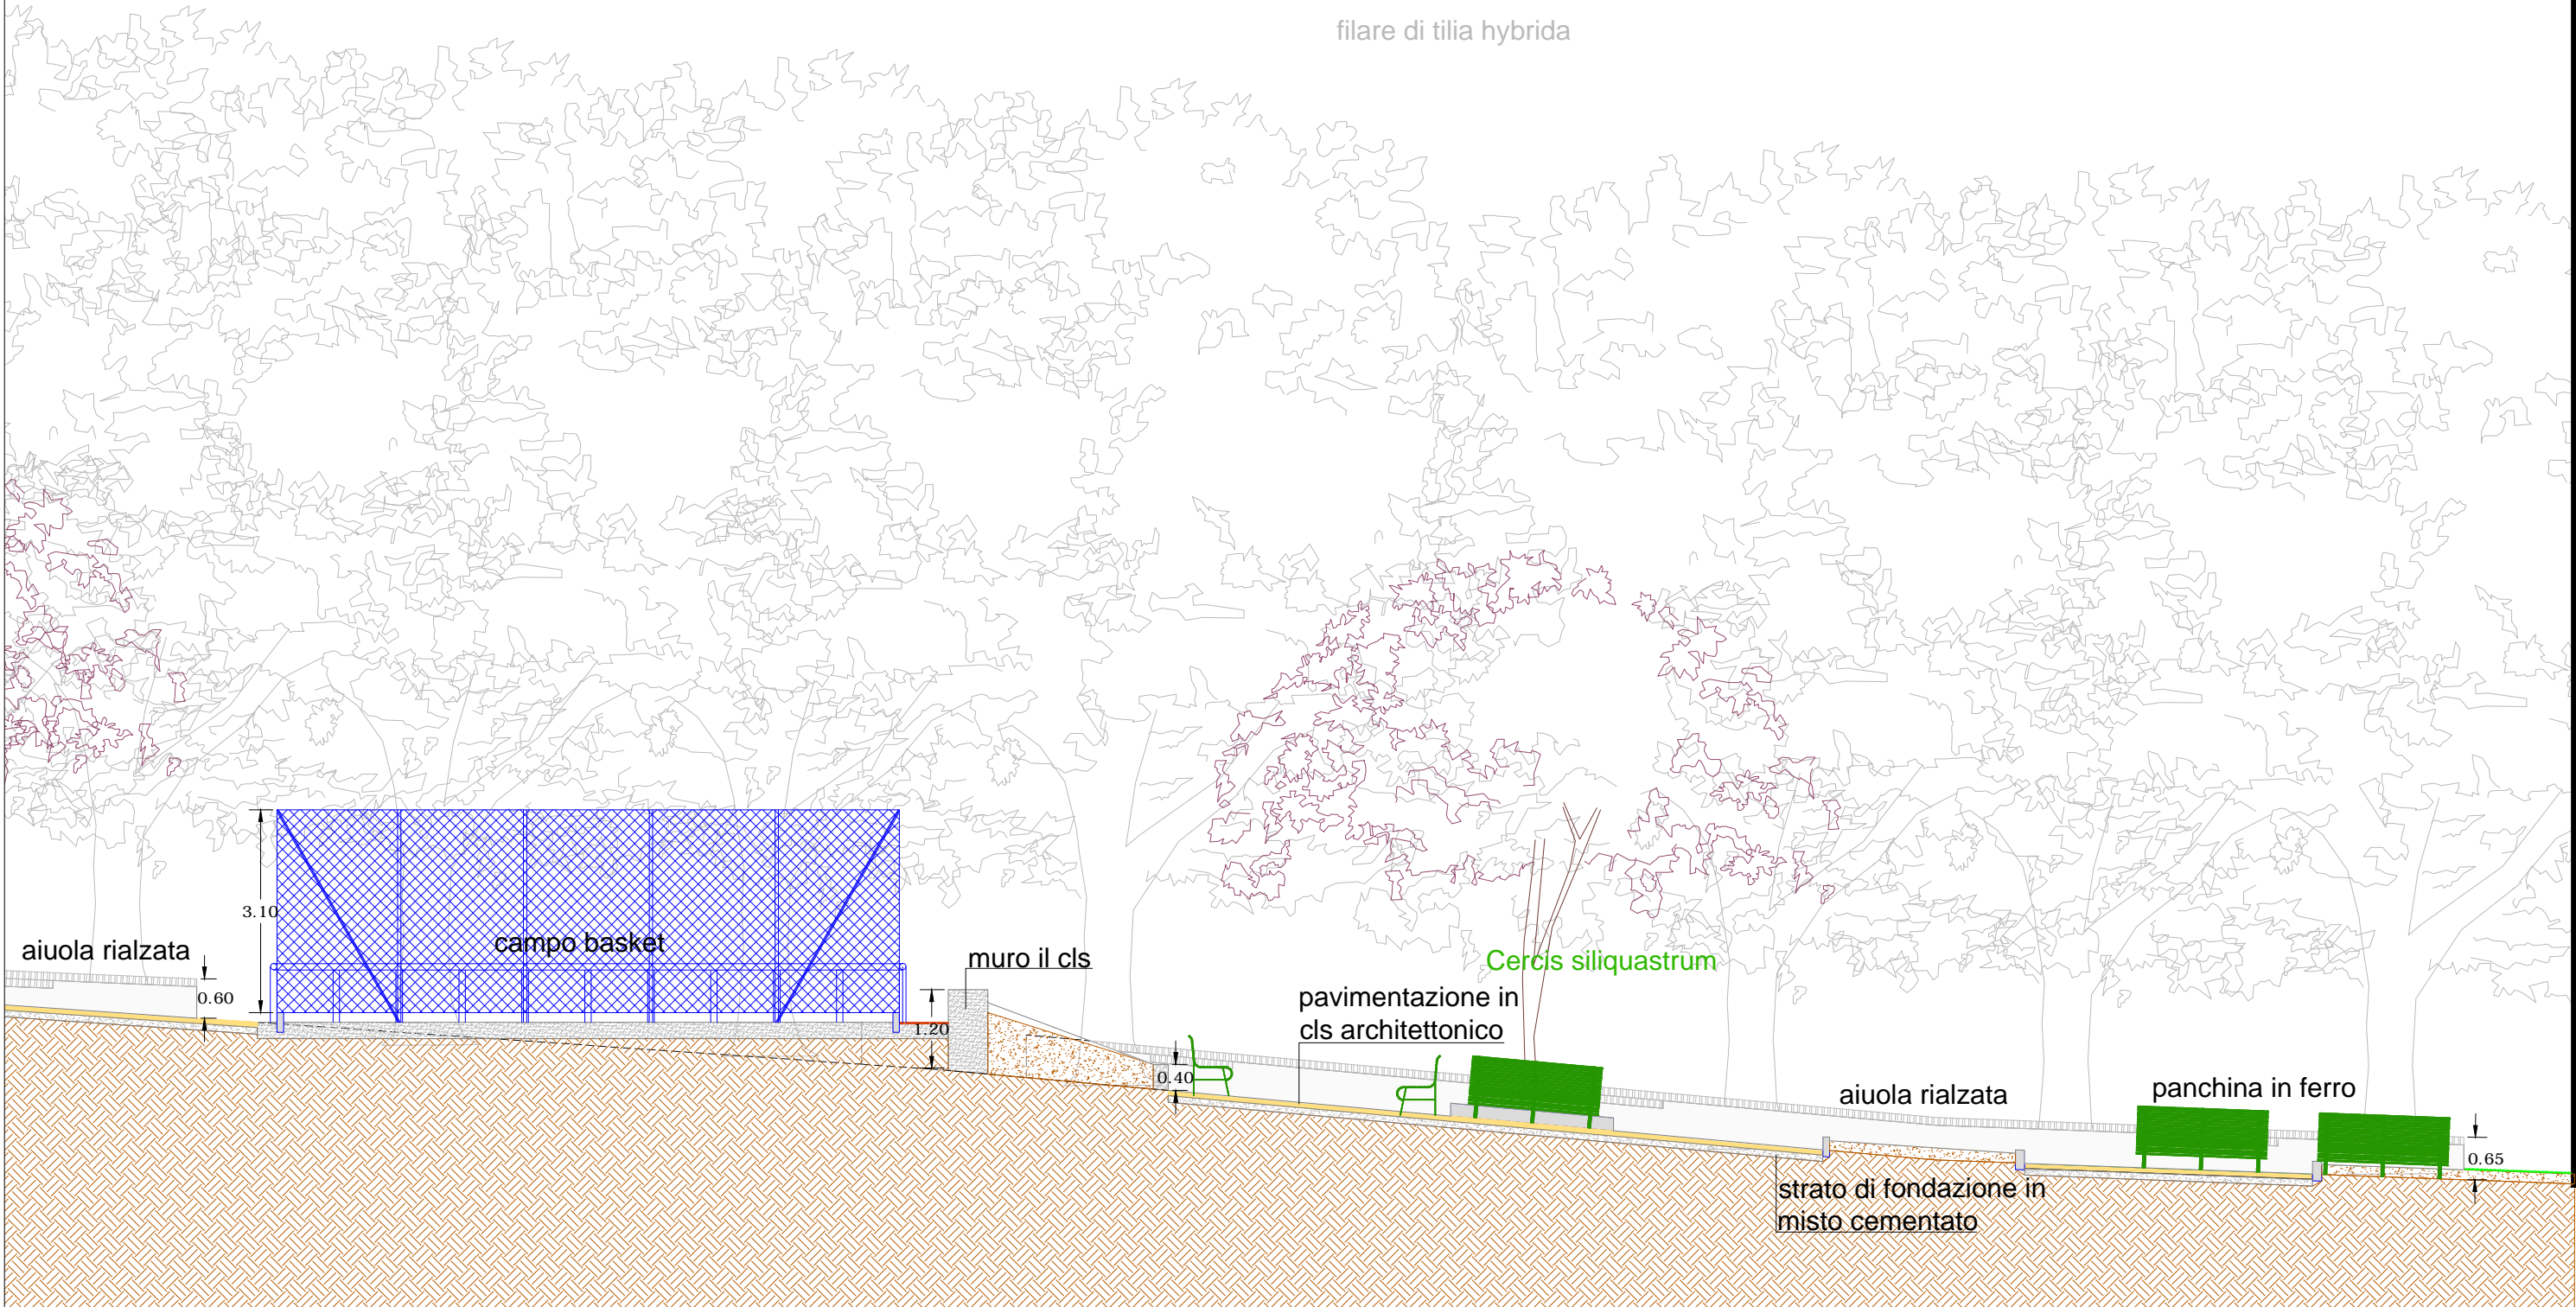 filare di tilia hybrida
3.10
campo basket
aiuola rialzata
muro il cls
Cercis siliquastrum
0.60
pavimentazione in
cls architettonico
1.20
0.40
aiuola rialzata
panchina in ferro
0.65
strato di fondazione in
misto cementato